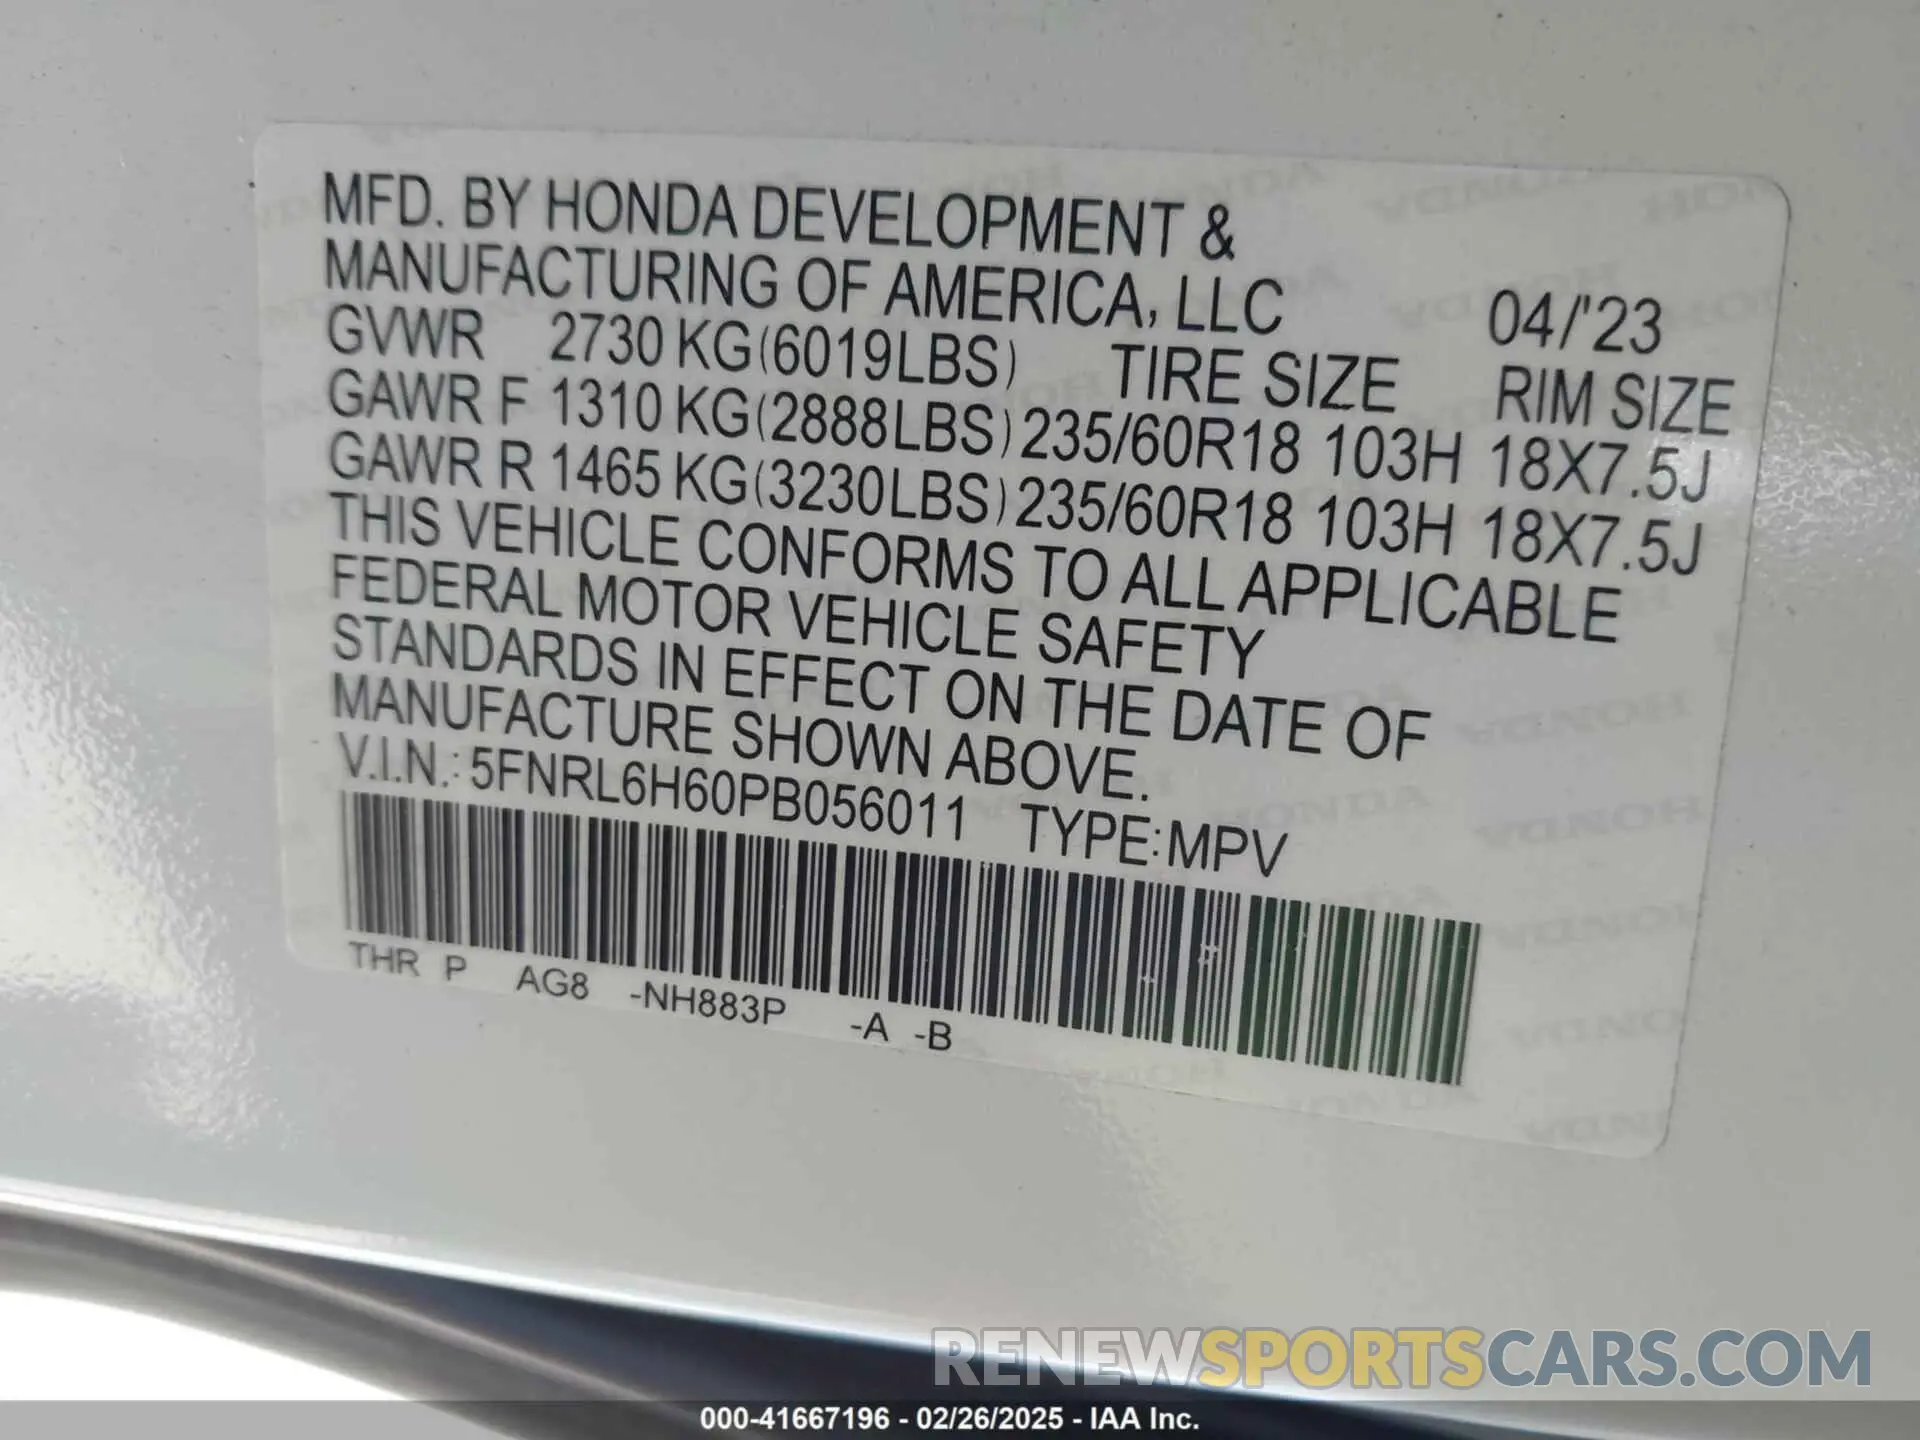 MFD. BY HONDA DEVELOPMENT &
MANUFACTURING OF AMERICA, LLC 04/'23
GVWR 2730 KG(6019LBS) TIRE SIZE RIM SIZE
GAWR F 1310 KG(2888LBS) 235/60R18 103H 18X7.5J
GAWR R 1465 KG(3230LBS) 235/60R18 103H 18X7.5J
THIS VEHICLE CONFORMS TO ALL APPLICABLE
FEDERAL MOTOR VEHICLE SAFETY
STANDARDS IN EFFECT ON THE DATE OF
MANUFACTURE SHOWN ABOVE.
V.I.N.: 5FNRL6H60PB056011 TYPE:MPV
THR P AG8 -NH883P -A -B
RENEWSPORTSCARS.COM
000-41667196 - 02/26/2025 - IAA Inc.